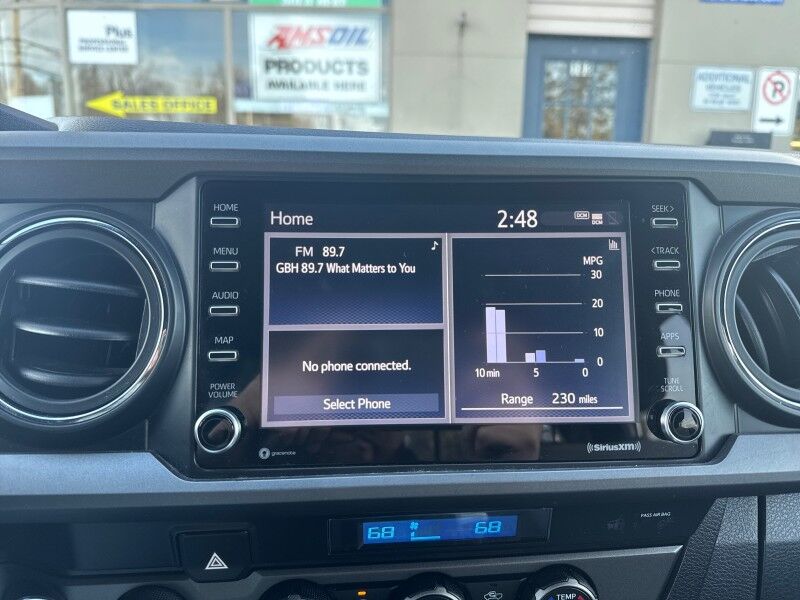 Plus
AMSOIL
PRODUCTS
AVAILABLE HERE
SALES OFFICE
ADDITIONAL
P
HOME
MENU
AUDIO
MAP
POWER
VOLUME
Home
2:48
DCM
DCM
FM 89.7
GBH 89.7 What Matters to You
No phone connected.
Select Phone
MPG
30
20
10
0
10 min 5 0
Range 230 miles
SEEK >
< TRACK
PHONE
APPS
TUNE
SCROLL
gracenote
((SiriusXM))
68 68
PASS AIR BAG
TEMP